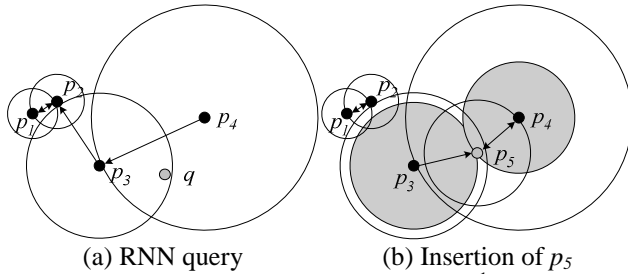 p2
p1
p4
p3
q
(a) RNN query
p2
p1
p4
p5
p3
(b) Insertion of p5